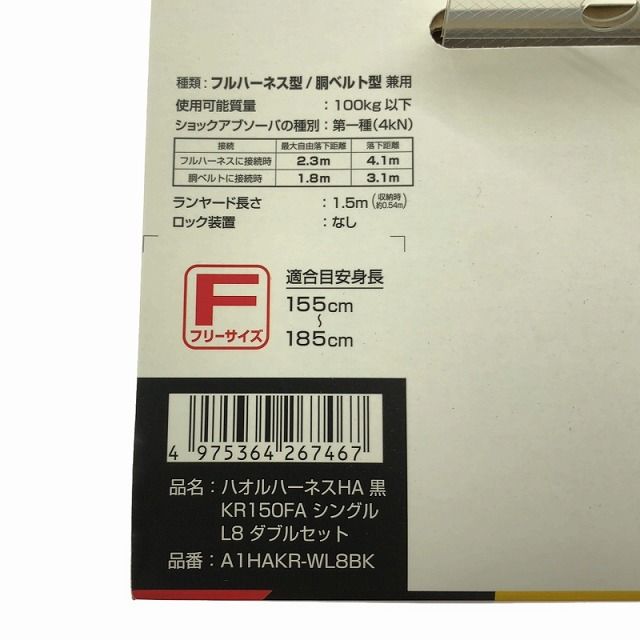 種類：フルハーネス型/胴ベルト型 兼用
使用可能質量 ：100kg以下
ショックアブソーバの種別：第一種(4kN)
接続 最大自由落下距離 落下距離
フルハーネスに接続時 2.3m 4.1m
胴ベルトに接続時 1.8m 3.1m
ランヤード長さ ：1.5m(収納時 約0.54m)
ロック装置 ：なし
F
フリーサイズ
適合目安身長
155cm
~
185cm
4 975364 267467
品名：ハオルハーネスHA 黒
KR150FA シングル
L8 ダブルセット
品番：A1HAKR-WL8BK